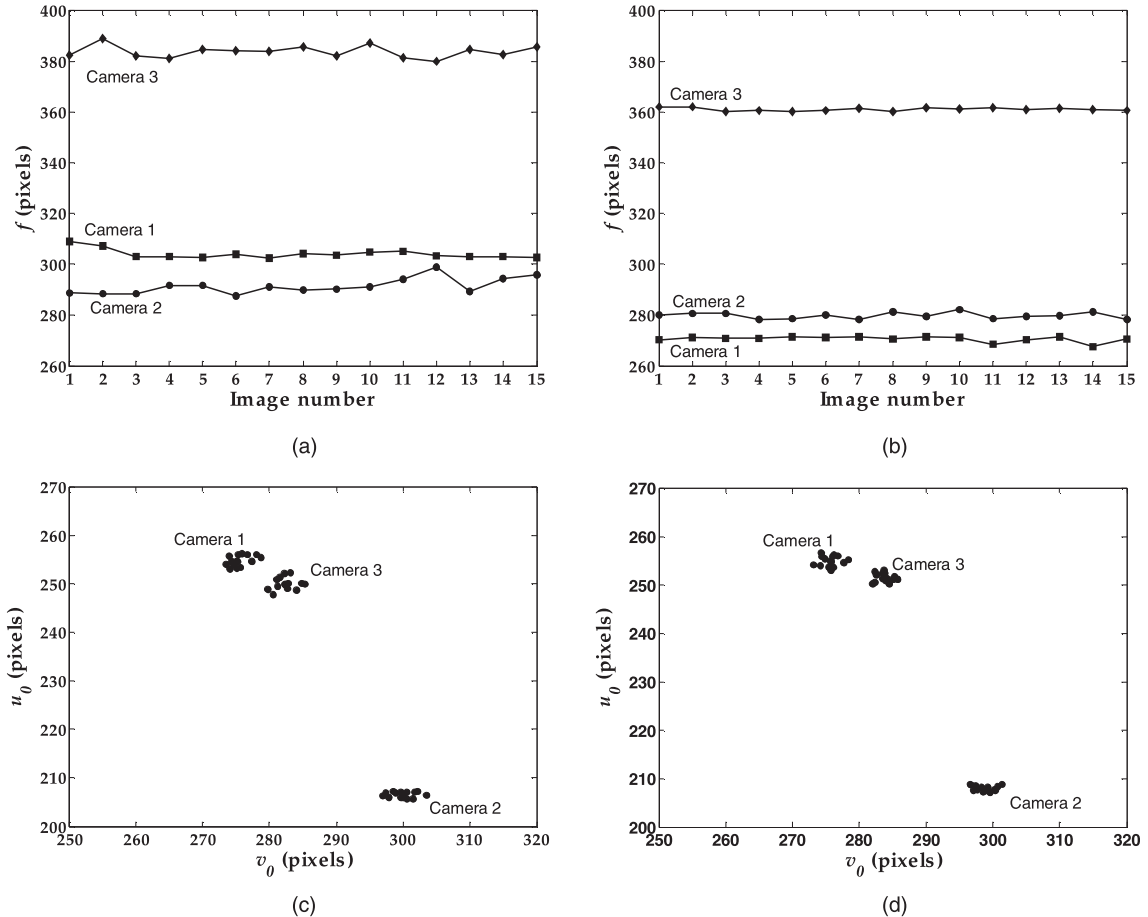 400
380
360
340
320
300
280
260
f (pixels)
Camera 3
Camera 1
Camera 2
1 2 3 4 5 6 7 8 9 10 11 12 13 14 15
Image number
(a)
400
380
360
340
320
300
280
260
f (pixels)
Camera 3
Camera 2
Camera 1
1 2 3 4 5 6 7 8 9 10 11 12 13 14 15
Image number
(b)
270
260
250
240
230
220
210
200
u0 (pixels)
Camera 1
Camera 3
Camera 2
250 260 270 280 290 300 310 320
v0 (pixels)
(c)
270
260
250
240
230
220
210
200
u0 (pixels)
Camera 1
Camera 3
Camera 2
250 260 270 280 290 300 310 320
v0 (pixels)
(d)